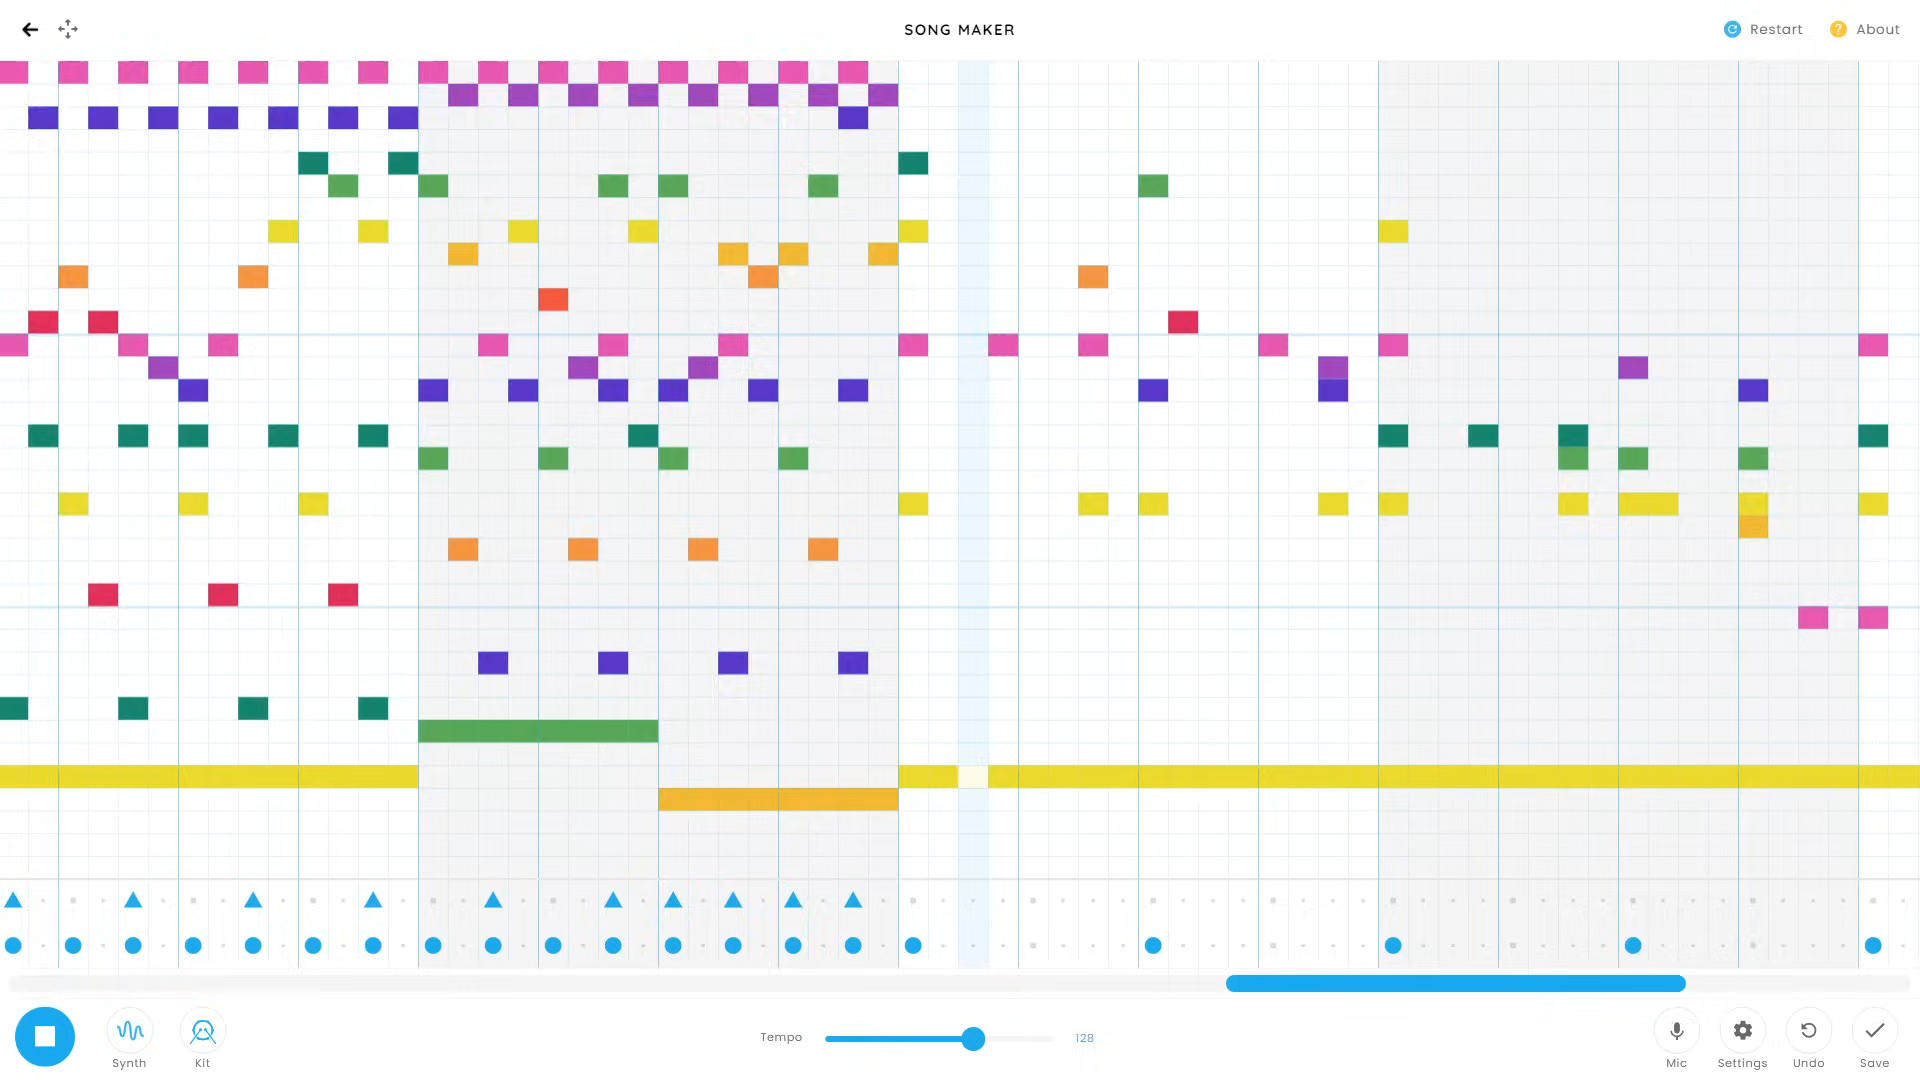 SONG MAKER
Restart
? About
Tempo
128
Synth
Kit
Mic
Settings
Undo
Save